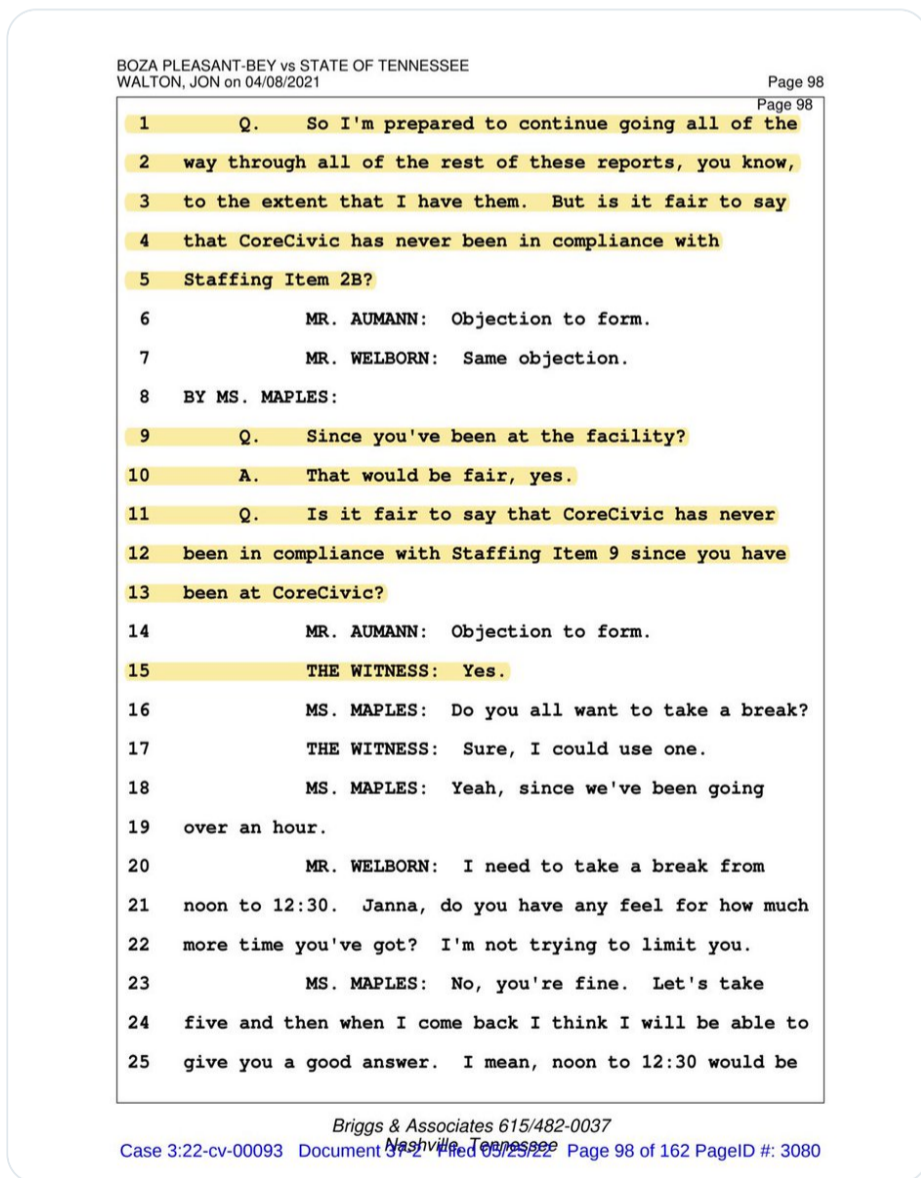 BOZA PLEASANT-BEY vs STATE OF TENNESSEE
WALTON, JON on 04/08/2021 Page 98
Page 98
1 Q. So I'm prepared to continue going all of the
2 way through all of the rest of these reports, you know,
3 to the extent that I have them. But is it fair to say
4 that CoreCivic has never been in compliance with
5 Staffing Item 2B?
6 MR. AUMANN: Objection to form.
7 MR. WELBORN: Same objection.
8 BY MS. MAPLES:
9 Q. Since you've been at the facility?
10 A. That would be fair, yes.
11 Q. Is it fair to say that CoreCivic has never
12 been in compliance with Staffing Item 9 since you have
13 been at CoreCivic?
14 MR. AUMANN: Objection to form.
15 THE WITNESS: Yes.
16 MS. MAPLES: Do you all want to take a break?
17 THE WITNESS: Sure, I could use one.
18 MS. MAPLES: Yeah, since we've been going
19 over an hour.
20 MR. WELBORN: I need to take a break from
21 noon to 12:30. Janna, do you have any feel for how much
22 more time you've got? I'm not trying to limit you.
23 MS. MAPLES: No, you're fine. Let's take
24 five and then when I come back I think I will be able to
25 give you a good answer. I mean, noon to 12:30 would be
Briggs & Associates 615/482-0037
Nashville, Tennessee
Case 3:22-cv-00093 Document 37-2 Filed 05/25/22 Page 98 of 162 PageID #: 3080